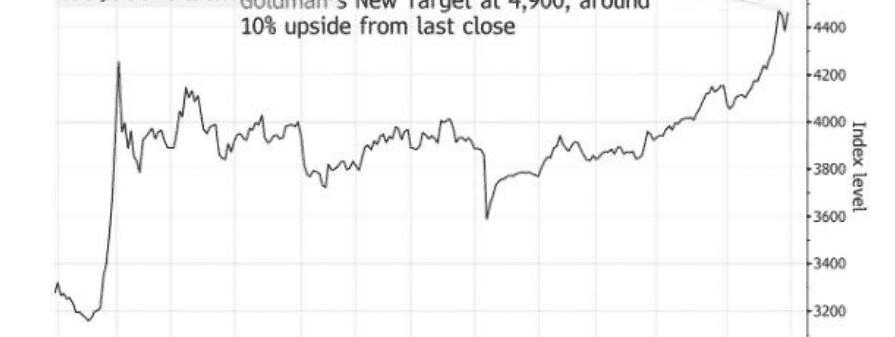 Goldman's New Target at 4,900, around
10% upside from last close
4400
4200
4000
3800
3600
3400
3200
Index level